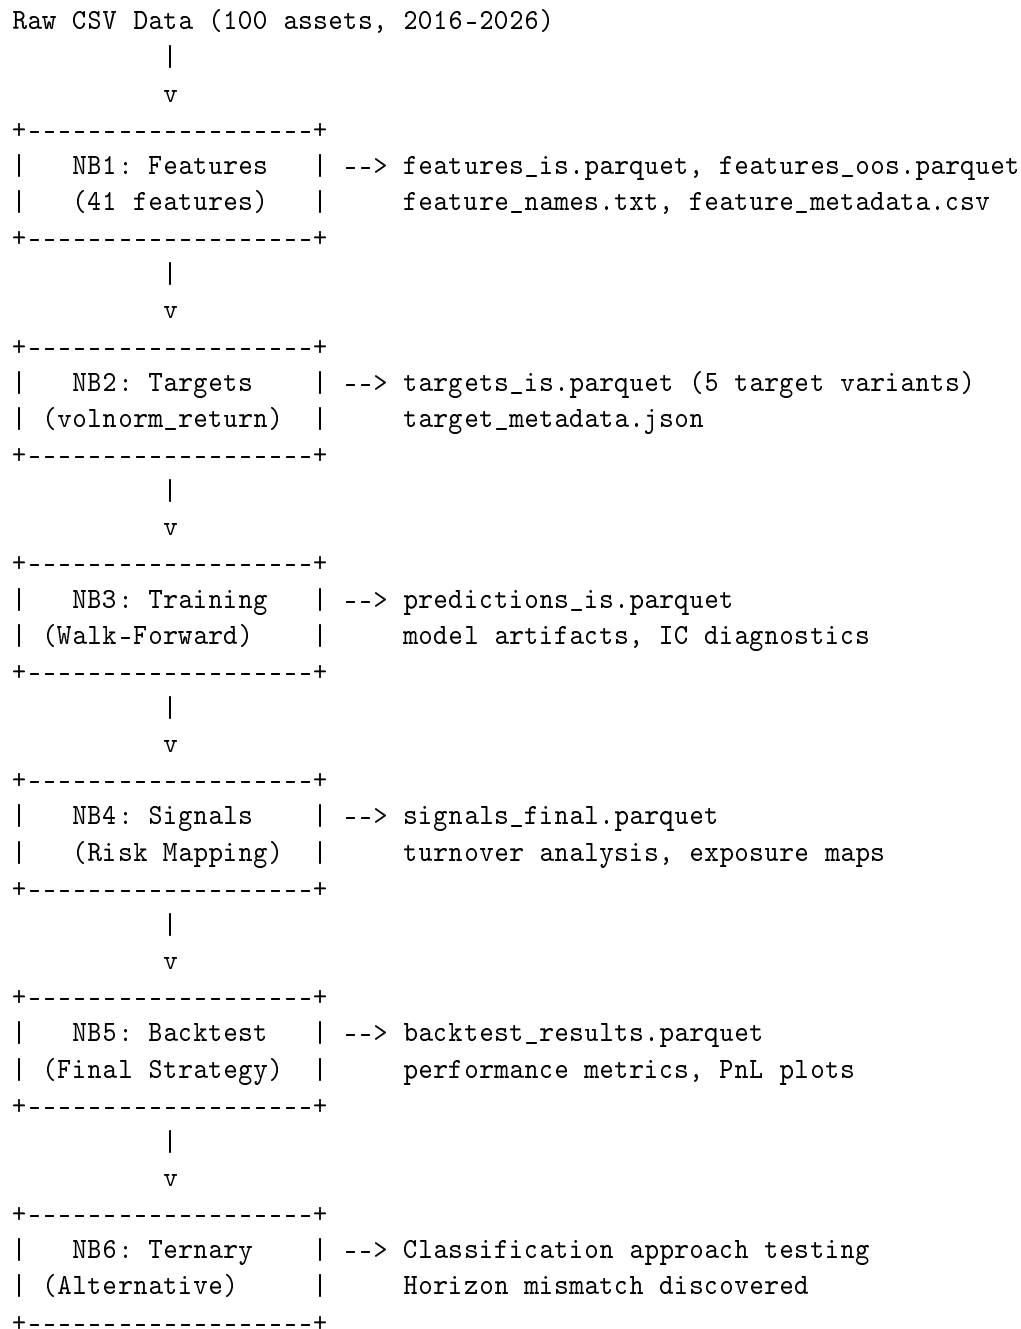 Raw CSV Data (100 assets, 2016-2026)
          |
          v
+-------------------+
|   NB1: Features   | --> features_is.parquet, features_oos.parquet
|   (41 features)   |     feature_names.txt, feature_metadata.csv
+-------------------+
          |
          v
+-------------------+
|   NB2: Targets    | --> targets_is.parquet (5 target variants)
| (volnorm_return)  |     target_metadata.json
+-------------------+
          |
          v
+-------------------+
|   NB3: Training   | --> predictions_is.parquet
| (Walk-Forward)    |     model artifacts, IC diagnostics
+-------------------+
          |
          v
+-------------------+
|   NB4: Signals    | --> signals_final.parquet
|   (Risk Mapping)  |     turnover analysis, exposure maps
+-------------------+
          |
          v
+-------------------+
|   NB5: Backtest   | --> backtest_results.parquet
| (Final Strategy)  |     performance metrics, PnL plots
+-------------------+
          |
          v
+-------------------+
|   NB6: Ternary    | --> Classification approach testing
| (Alternative)     |     Horizon mismatch discovered
+-------------------+